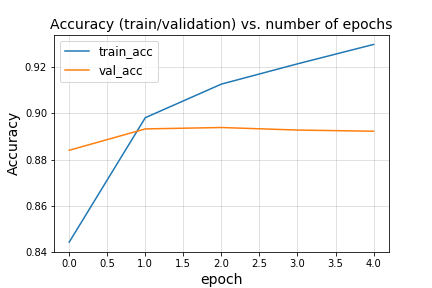 Accuracy (train/validation) vs. number of epochs
train_acc
val_acc
0.92
0.90
0.88
0.86
0.84
Accuracy
0.0 0.5 1.0 1.5 2.0 2.5 3.0 3.5 4.0
epoch